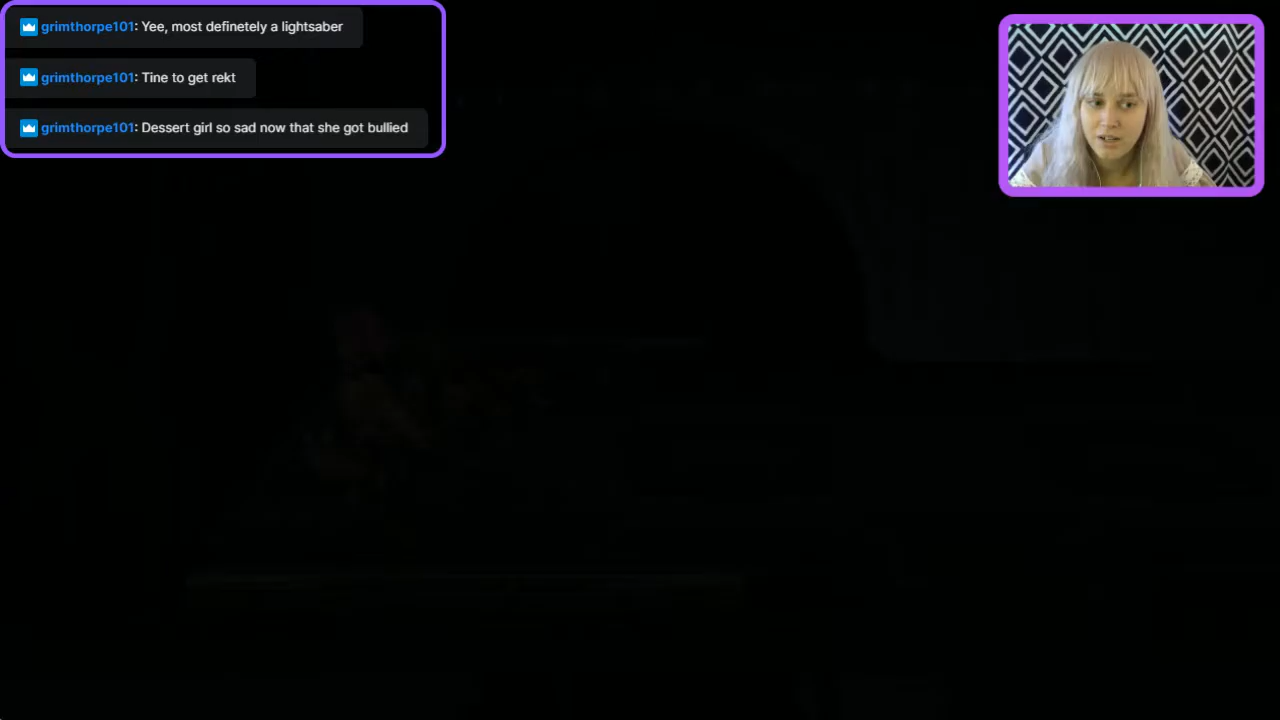 grimthorpe101: Yee, most definetely a lightsaber
grimthorpe101: Tine to get rekt
grimthorpe101: Dessert girl so sad now that she got bullied